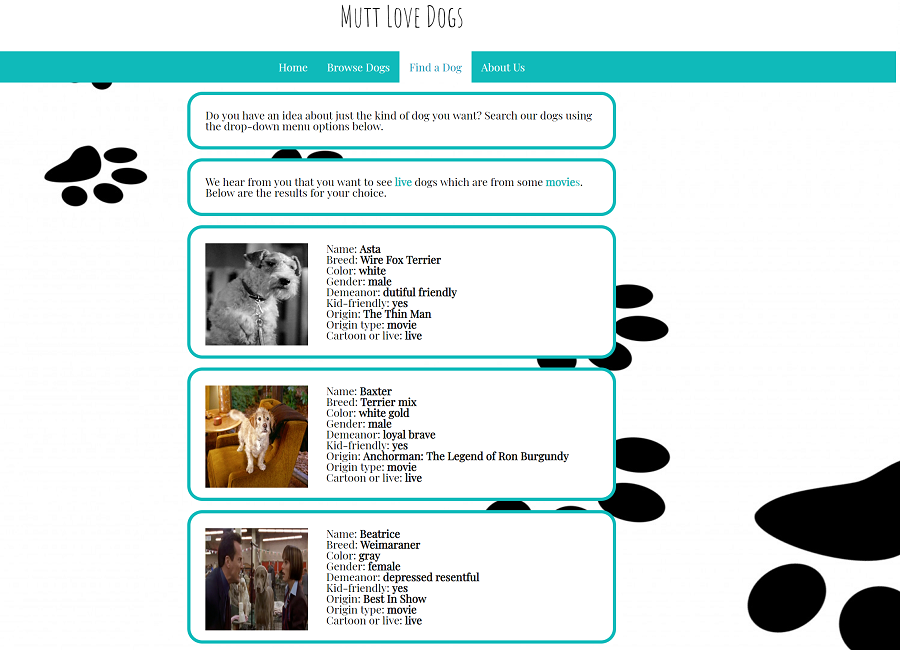 Mutt Love Dogs
Home Browse Dogs Find a Dog About Us
Do you have an idea about just the kind of dog you want? Search our dogs using
the drop-down menu options below.
We hear from you that you want to see live dogs which are from some movies.
Below are the results for your choice.
Name: Asta
Breed: Wire Fox Terrier
Color: white
Gender: male
Demeanor: dutiful friendly
Kid-friendly: yes
Origin: The Thin Man
Origin type: movie
Cartoon or live: live
Name: Baxter
Breed: Terrier mix
Color: white gold
Gender: male
Demeanor: loyal brave
Kid-friendly: yes
Origin: Anchorman: The Legend of Ron Burgundy
Origin type: movie
Cartoon or live: live
Name: Beatrice
Breed: Weimaraner
Color: gray
Gender: female
Demeanor: depressed resentful
Kid-friendly: yes
Origin: Best In Show
Origin type: movie
Cartoon or live: live